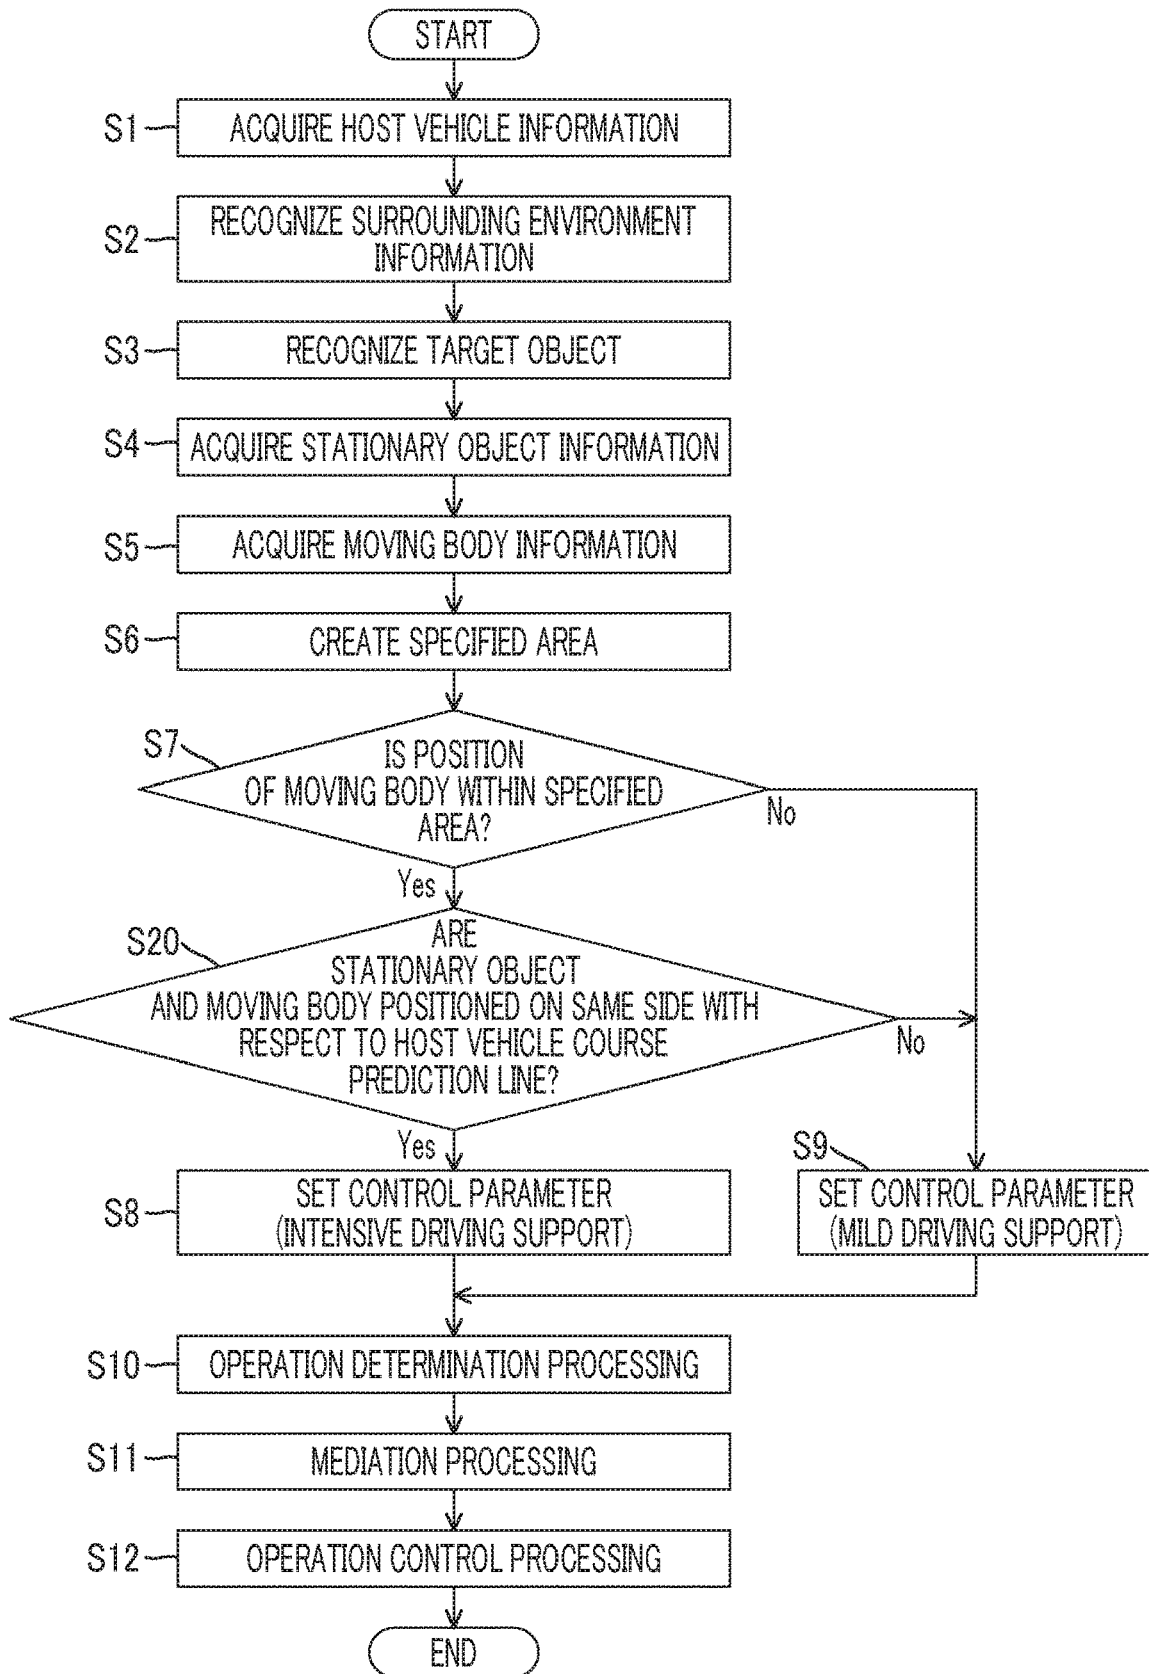 START
S1
ACQUIRE HOST VEHICLE INFORMATION
S2
RECOGNIZE SURROUNDING ENVIRONMENT
INFORMATION
S3
RECOGNIZE TARGET OBJECT
S4
ACQUIRE STATIONARY OBJECT INFORMATION
S5
ACQUIRE MOVING BODY INFORMATION
S6
CREATE SPECIFIED AREA
S7
IS POSITION
OF MOVING BODY WITHIN SPECIFIED
AREA?
No
Yes
S20
ARE
STATIONARY OBJECT
AND MOVING BODY POSITIONED ON SAME SIDE WITH
RESPECT TO HOST VEHICLE COURSE
PREDICTION LINE?
No
Yes
S8
SET CONTROL PARAMETER
(INTENSIVE DRIVING SUPPORT)
S9
SET CONTROL PARAMETER
(MILD DRIVING SUPPORT)
S10
OPERATION DETERMINATION PROCESSING
S11
MEDIATION PROCESSING
S12
OPERATION CONTROL PROCESSING
END